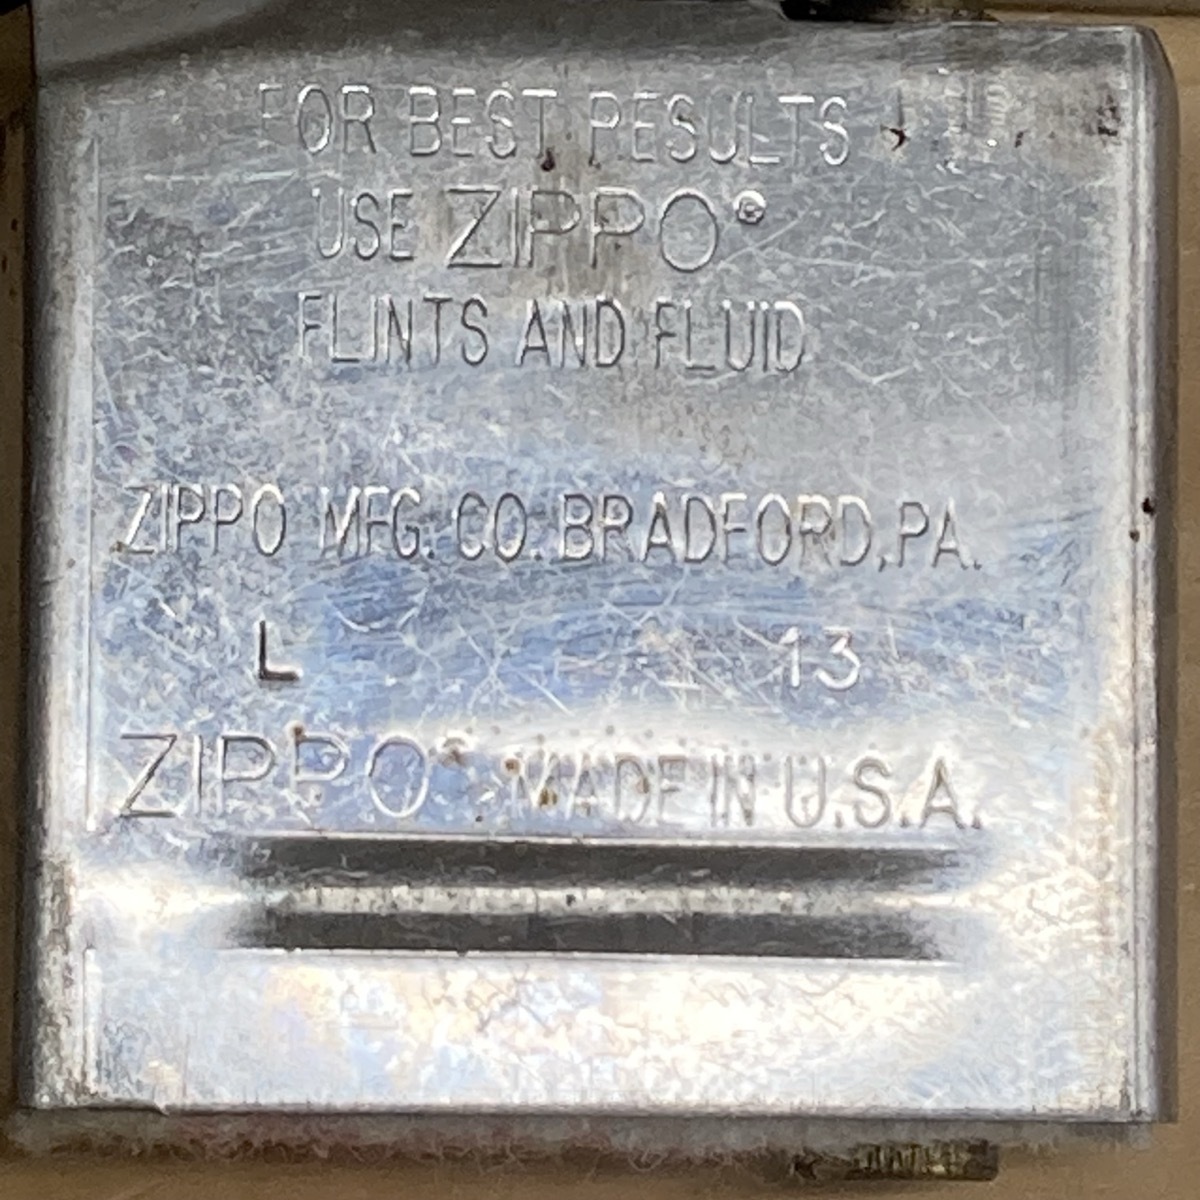 FOR BEST RESULTS
USE ZIPPO®
FLINTS AND FLUID
ZIPPO MFG. CO. BRADFORD, PA.
L 13
ZIPPO® MADE IN U.S.A.